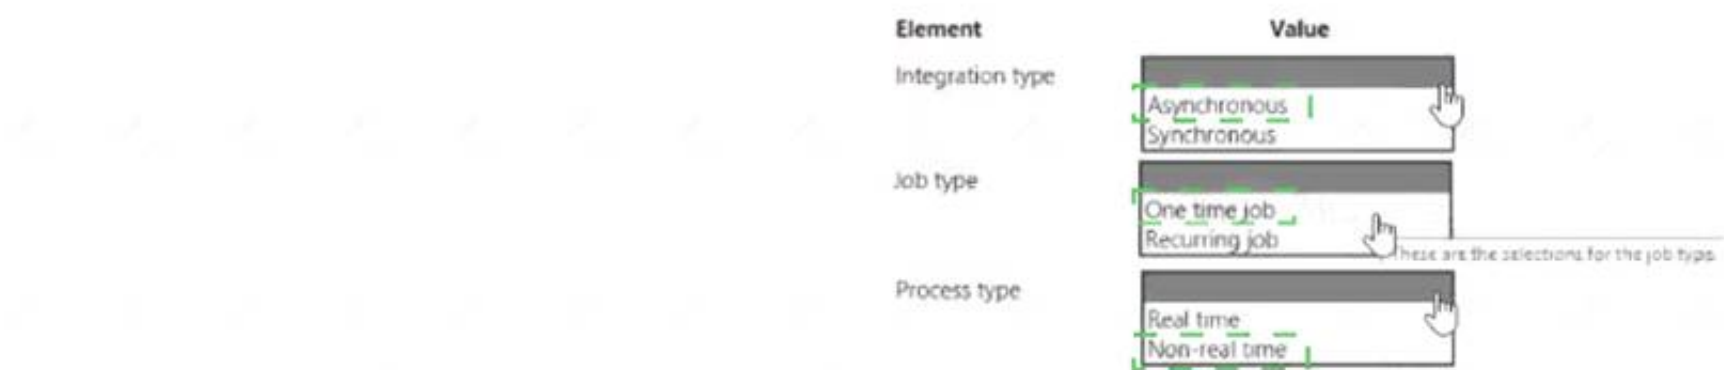 Element Value
Integration type
Asynchronous
Synchronous
Job type
One time job
Recurring job
These are the selections for the job type.
Process type
Real time
Non-real time